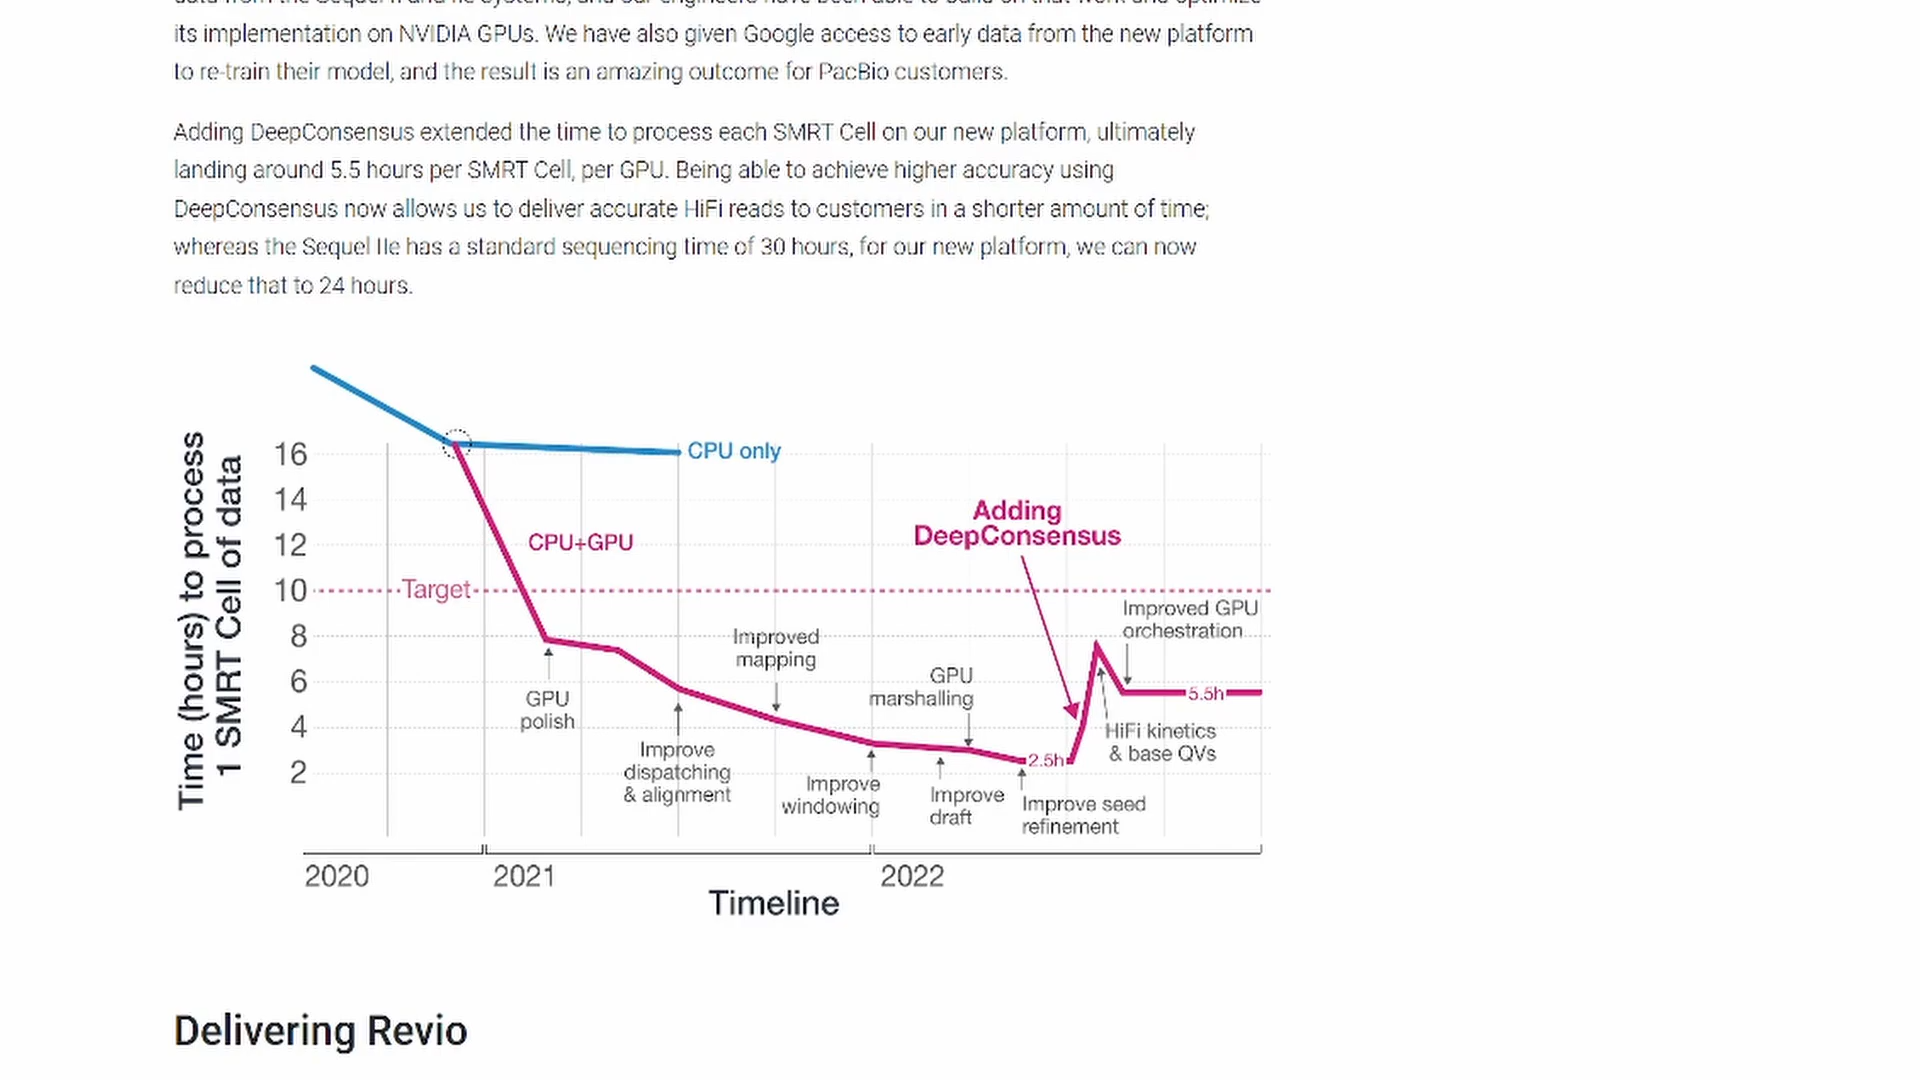 its implementation on NVIDIA GPUs. We have also given Google access to early data from the new platform
to re-train their model, and the result is an amazing outcome for PacBio customers.
Adding DeepConsensus extended the time to process each SMRT Cell on our new platform, ultimately
landing around 5.5 hours per SMRT Cell, per GPU. Being able to achieve higher accuracy using
DeepConsensus now allows us to deliver accurate HiFi reads to customers in a shorter amount of time;
whereas the Sequel IIe has a standard sequencing time of 30 hours, for our new platform, we can now
reduce that to 24 hours.
Time (hours) to process
1 SMRT Cell of data
16
14
12
10
8
6
4
2
CPU only
CPU+GPU
Target
Adding
DeepConsensus
Improved GPU
orchestration
Improved
mapping
GPU
marshalling
GPU
polish
5.5h
HiFi kinetics
& base QVs
Improve
dispatching
& alignment
2.5h
Improve
windowing
Improve
draft
Improve seed
refinement
2020
2021
2022
Timeline
Delivering Revio